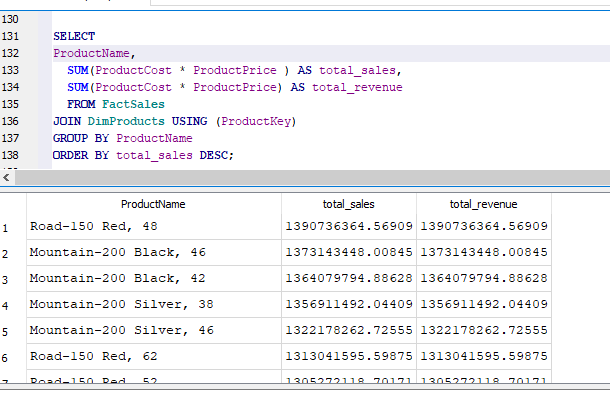 130
131 SELECT
132 ProductName,
133 SUM(ProductCost * ProductPrice ) AS total_sales,
134 SUM(ProductCost * ProductPrice) AS total_revenue
135 FROM FactSales
136 JOIN DimProducts USING (ProductKey)
137 GROUP BY ProductName
138 ORDER BY total_sales DESC;
ProductName total_sales total_revenue
1 Road-150 Red, 48 1390736364.56909 1390736364.56909
2 Mountain-200 Black, 46 1373143448.00845 1373143448.00845
3 Mountain-200 Black, 42 1364079794.88628 1364079794.88628
4 Mountain-200 Silver, 38 1356911492.04409 1356911492.04409
5 Mountain-200 Silver, 46 1322178262.72555 1322178262.72555
6 Road-150 Red, 62 1313041595.59875 1313041595.59875
7 Road-150 Red, 52 1305272118.70171 1305272118.70171